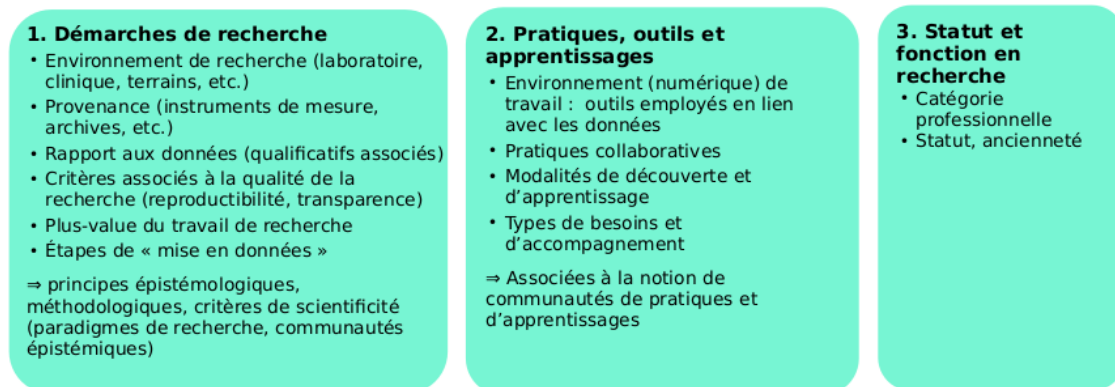 1. Démarches de recherche
• Environnement de recherche (laboratoire,
clinique, terrains, etc.)
• Provenance (instruments de mesure,
archives, etc.)
• Rapport aux données (qualificatifs associés)
• Critères associés à la qualité de la
recherche (reproductibilité, transparence)
• Plus-value du travail de recherche
• Étapes de « mise en données »
⇒ principes épistémologiques,
méthodologiques, critères de scientificité
(paradigmes de recherche, communautés
épistémiques)
2. Pratiques, outils et
apprentissages
• Environnement (numérique) de
travail : outils employés en lien
avec les données
• Pratiques collaboratives
• Modalités de découverte et
d’apprentissage
• Types de besoins et
d’accompagnement
⇒ Associées à la notion de
communautés de pratiques et
d’apprentissages
3. Statut et
fonction en
recherche
• Catégorie
professionnelle
• Statut, ancienneté